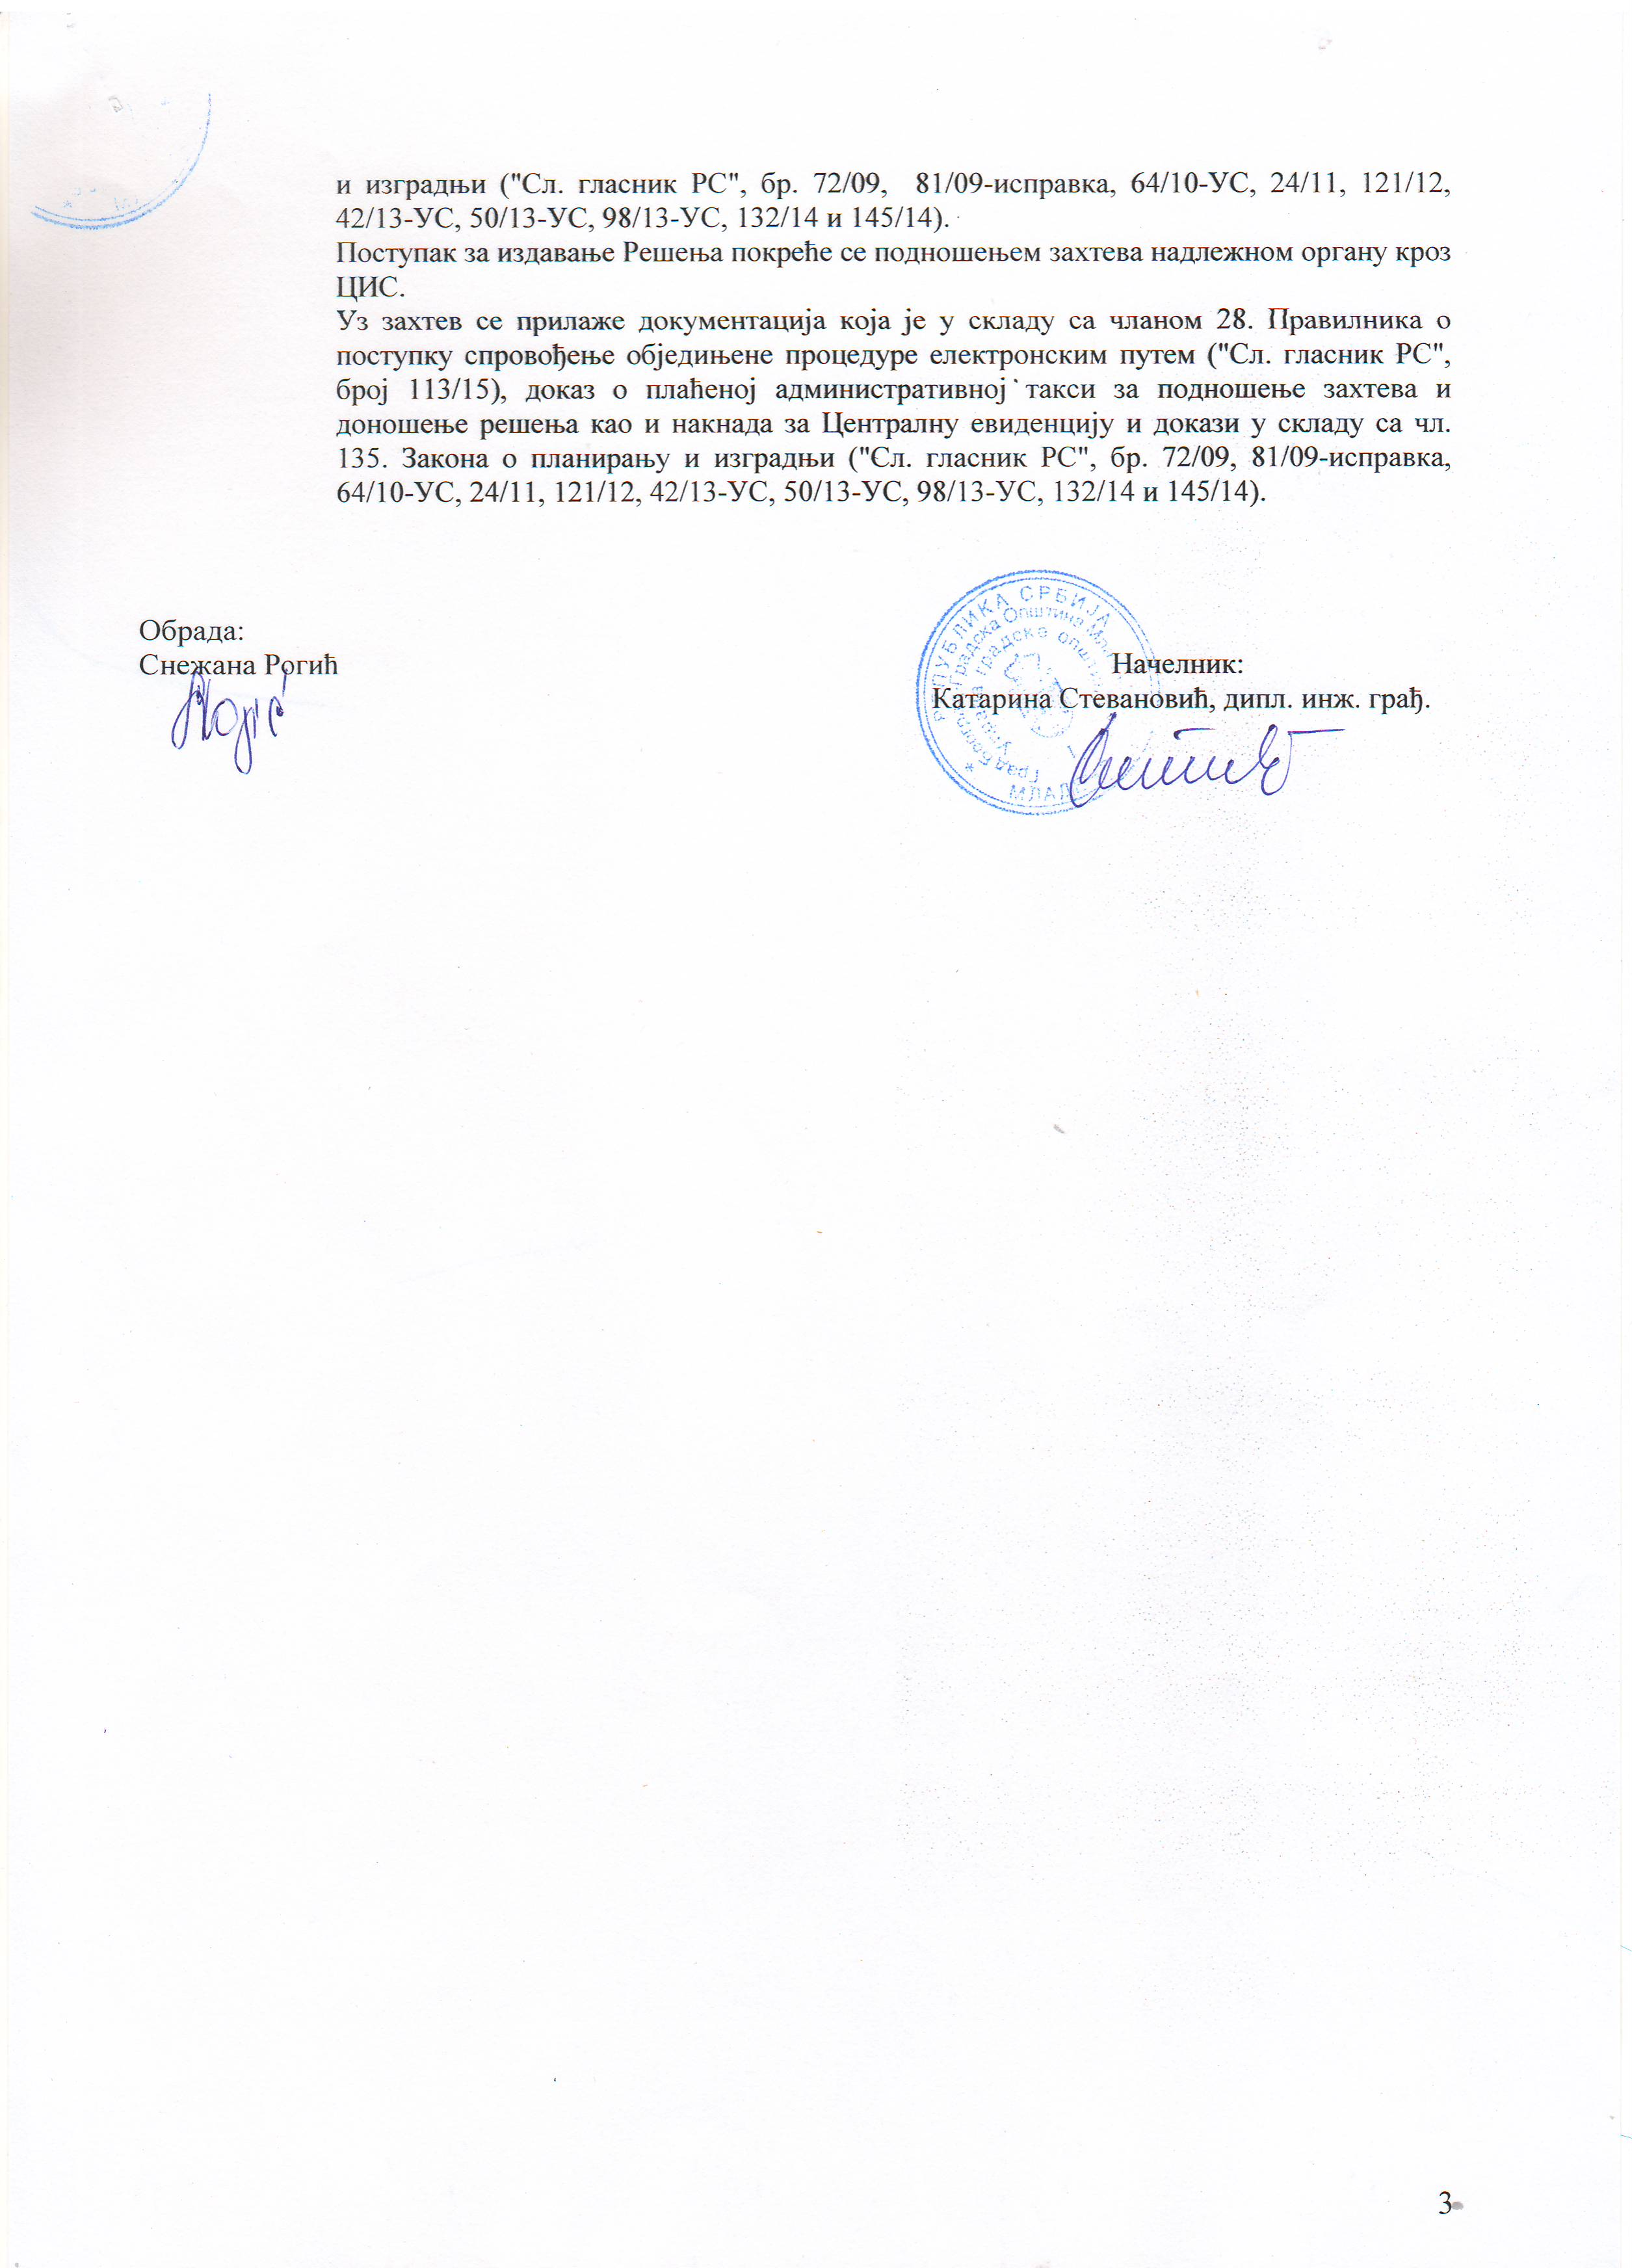 и изградњи ("Сл. гласник РС", бр. 72/09, 81/09-исправка, 64/10-УС, 24/11, 121/12,
42/13-УС, 50/13-УС, 98/13-УС, 132/14 и 145/14).
Поступак за издавање Решења покреће се подношењем захтева надлежном органу кроз
ЦИС.
Уз захтев се прилаже документација која је у складу са чланом 28. Правилника о
поступку спровођење обједињене процедуре електронским путем ("Сл. гласник РС",
број 113/15), доказ о плаћеној административној такси за подношење захтева и
доношење решења као и накнада за Централну евиденцију и докази у складу са чл.
135. Закона о планирању и изградњи ("Сл. гласник РС", бр. 72/09, 81/09-исправка,
64/10-УС, 24/11, 121/12, 42/13-УС, 50/13-УС, 98/13-УС, 132/14 и 145/14).
Обрада:
Снежана Рогић
РЕПУБЛИКА СРБИЈА
Градска Општина
градске
Град
Начелник:
Катарина Стевановић, дипл. инж. грађ.
3